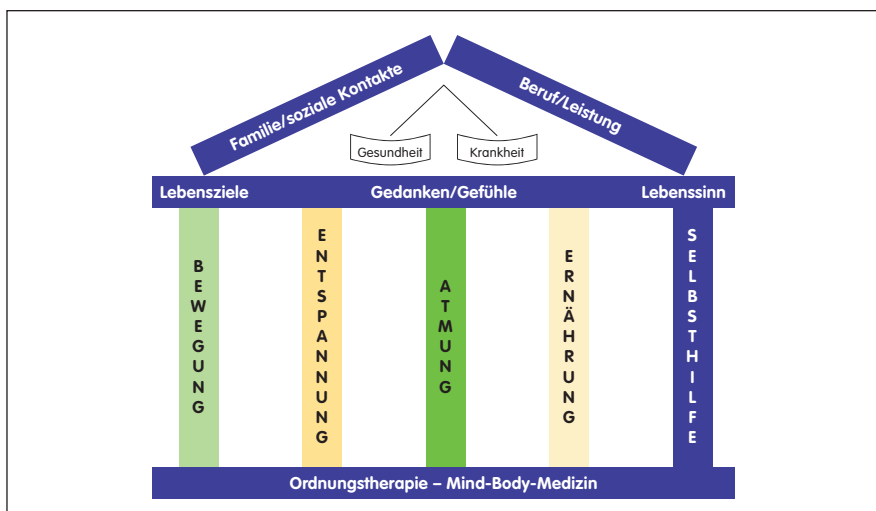 Familie/soziale Kontakte
Beruf/Leistung
Gesundheit
Krankheit
Lebensziele
Gedanken/Gefühle
Lebenssinn
BEWEGUNG
ENTSPANNUNG
ATMUNG
ERNÄHRUNG
SELBSTHILFE
Ordnungstherapie – Mind-Body-Medizin